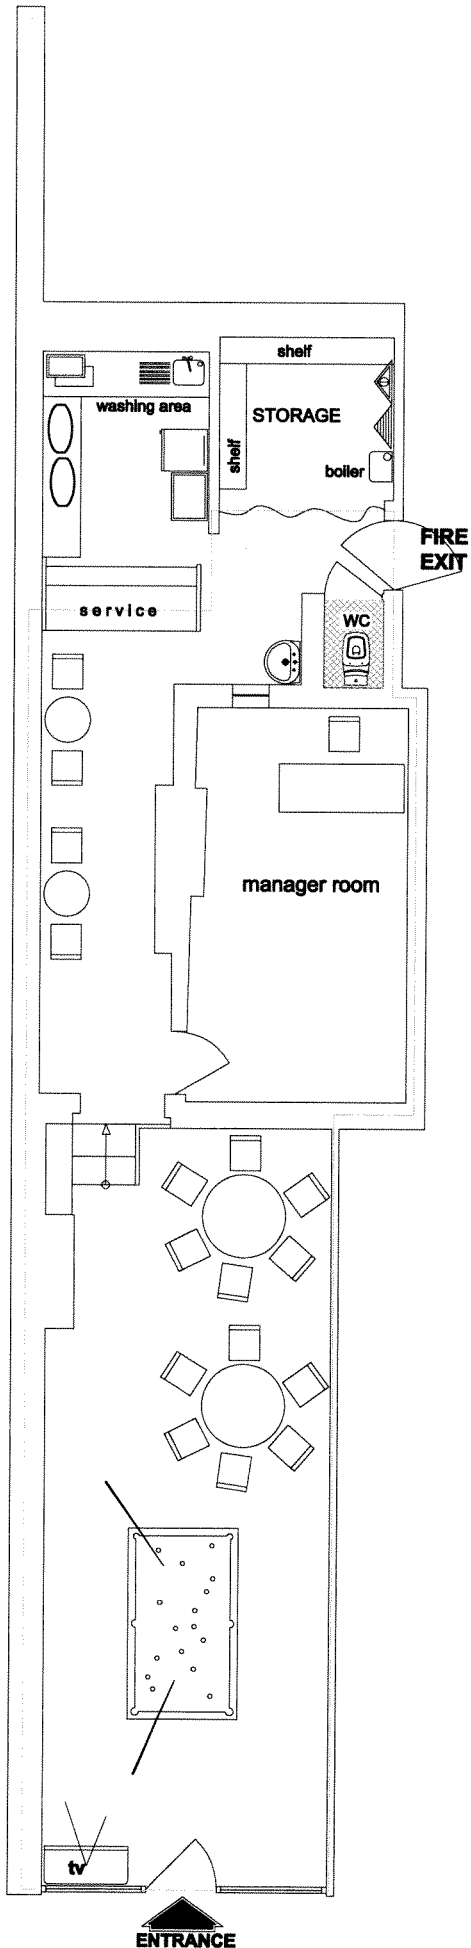 shelf
washing area
STORAGE
shelf
boiler
FIRE
EXIT
service
WC
manager room
tv
ENTRANCE